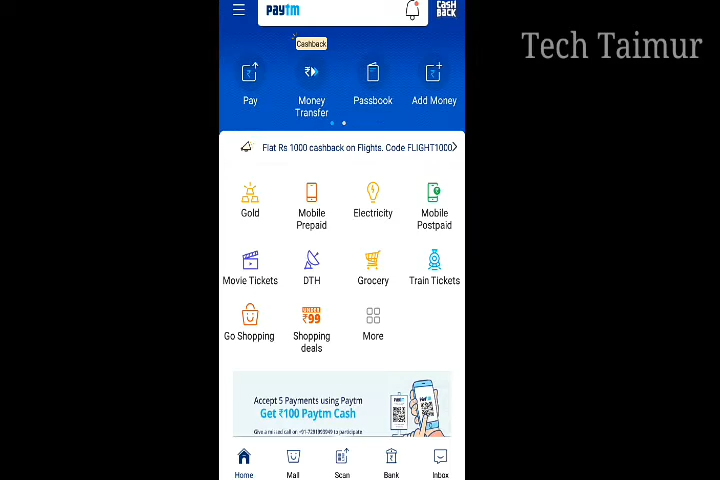 paytm
CASH
BACK
Tech Taimur
Cashback
Pay
Money
Transfer
Passbook
Add Money
Flat Rs 1000 cashback on Flights. Code FLIGHT1000
Gold
Mobile
Prepaid
Electricity
Mobile
Postpaid
Movie Tickets
DTH
Grocery
Train Tickets
Go Shopping
UNDER
₹99
Shopping
deals
More
Accept 5 Payments using Paytm
Get ₹100 Paytm Cash
Home
Mall
Scan
Bank
Inbox